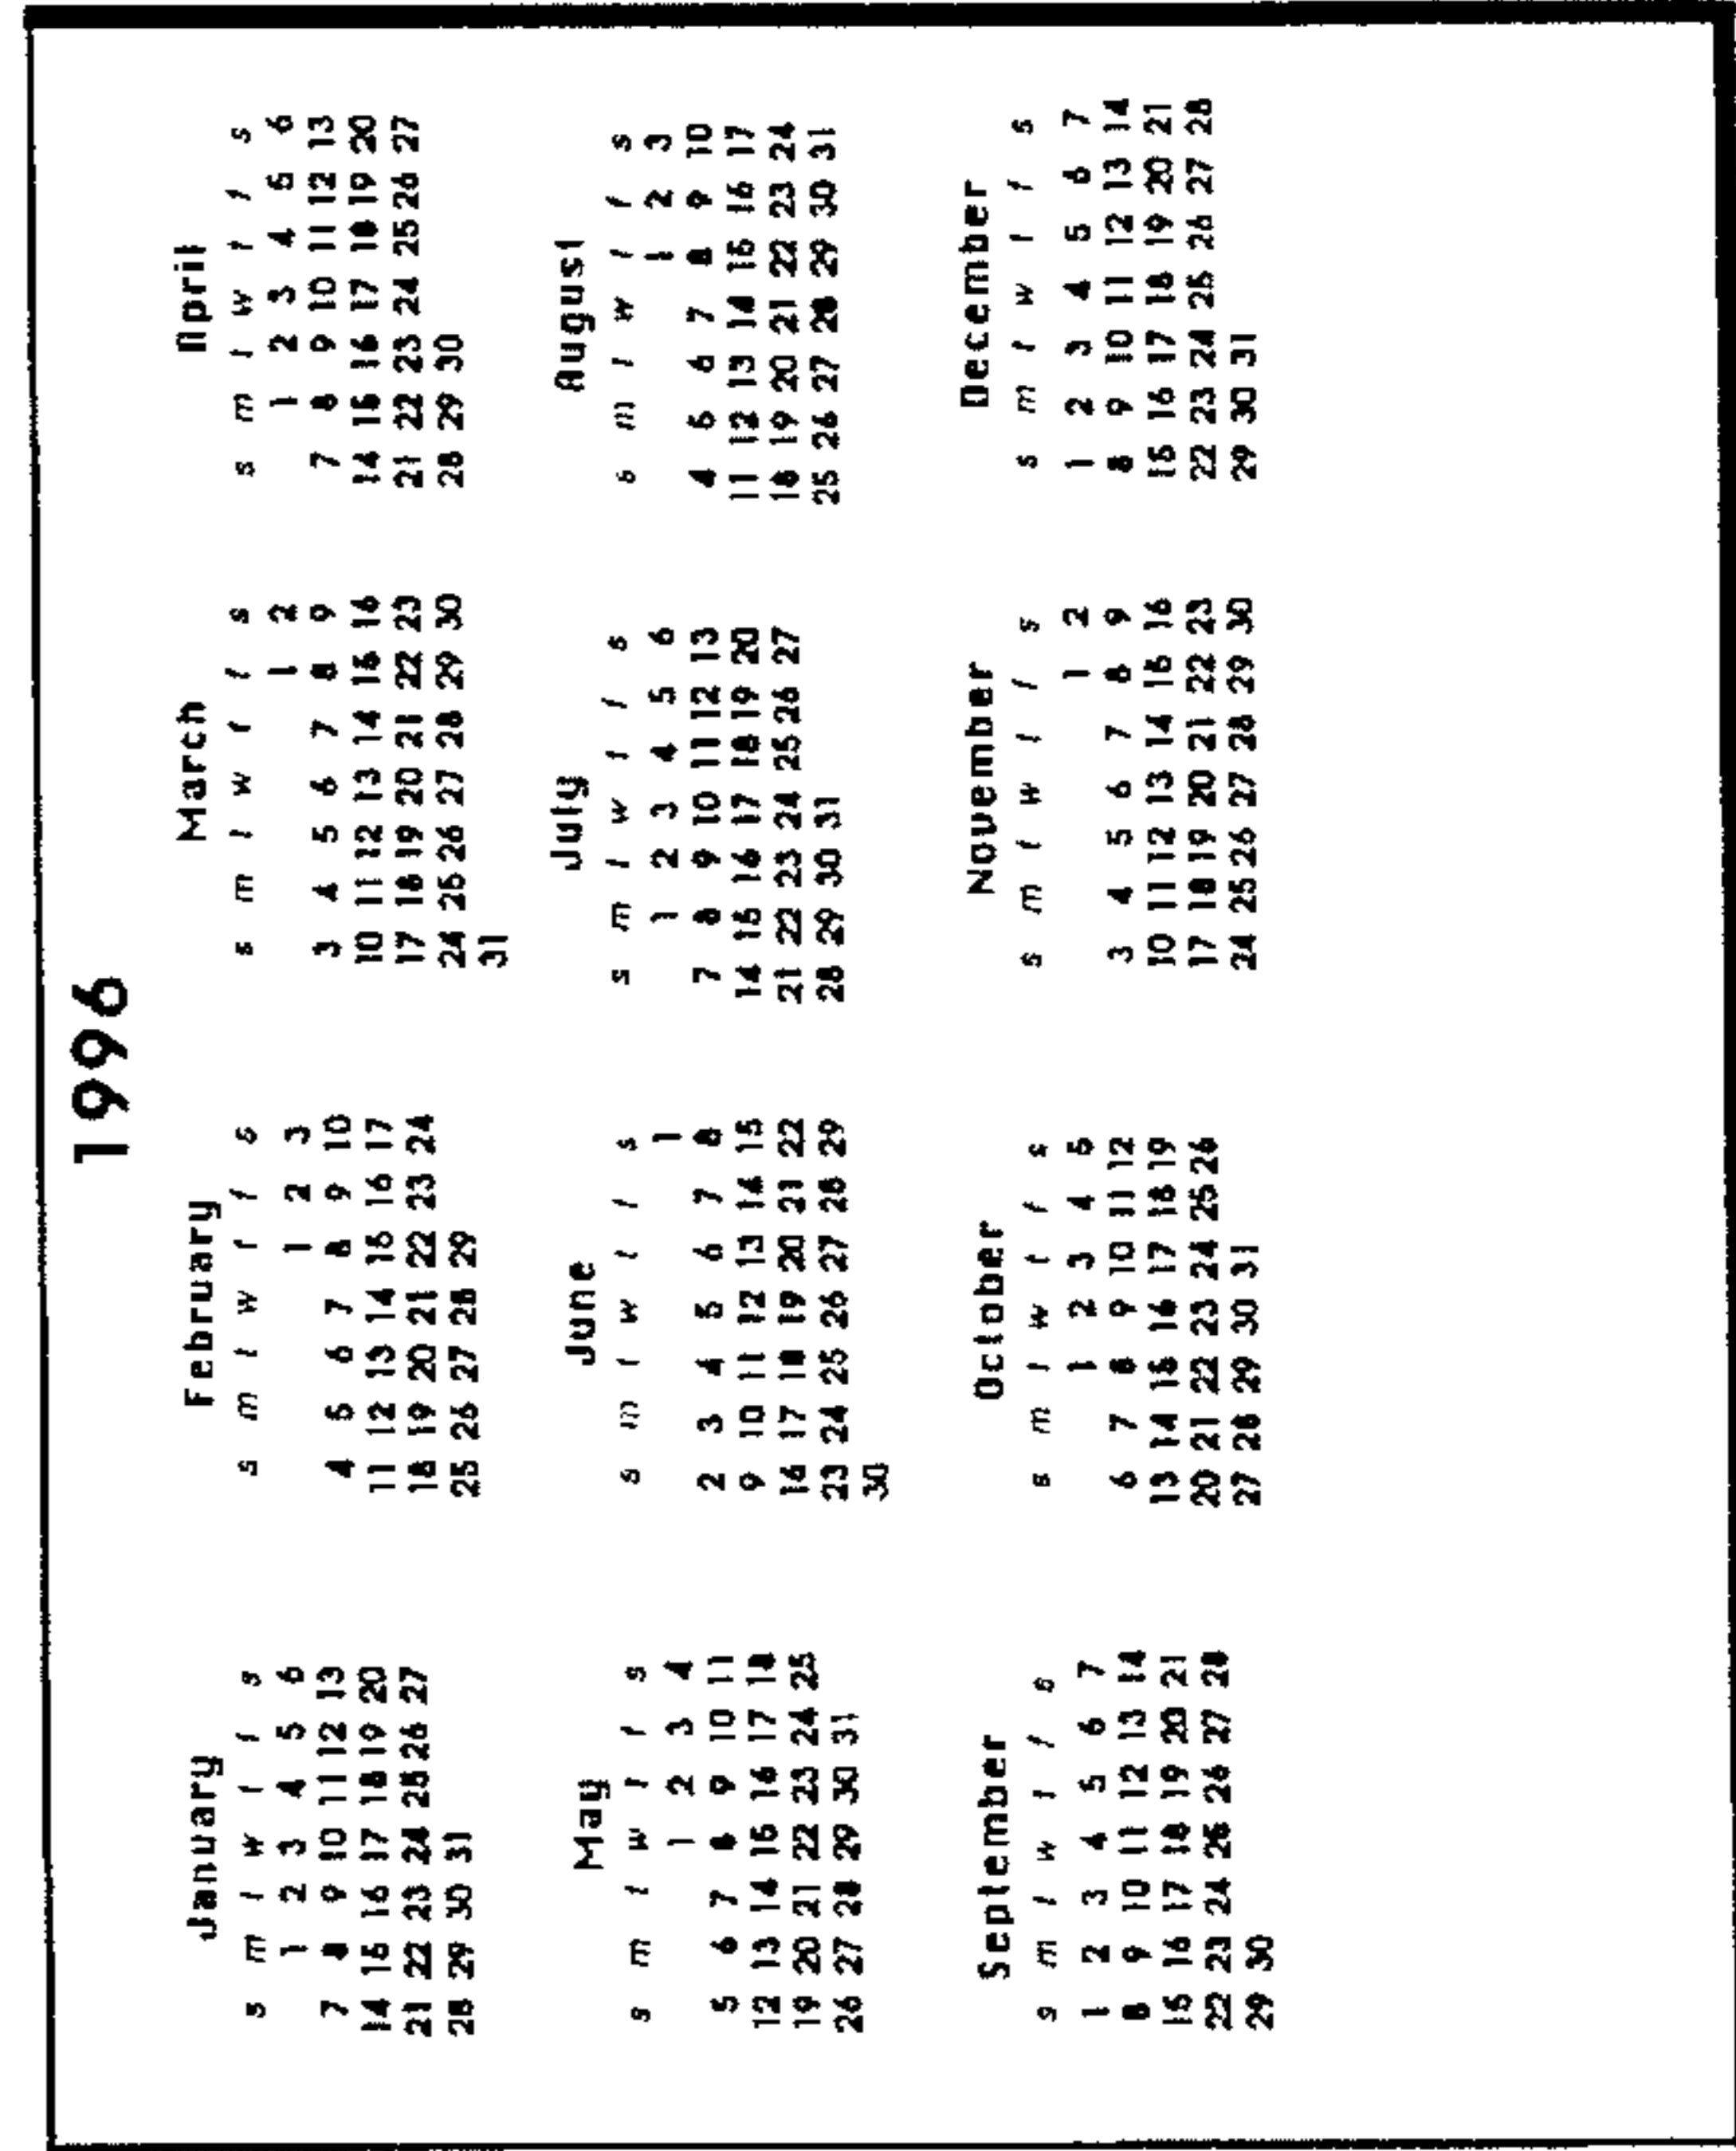 1996
January
s m t w t f s
1 2 3 4 5 6
7 8 9 10 11 12 13
14 15 16 17 18 19 20
21 22 23 24 25 26 27
28 29 30 31
February
s m t w t f s
1 2 3
4 5 6 7 8 9 10
11 12 13 14 15 16 17
18 19 20 21 22 23 24
25 26 27 28 29
March
s m t w t f s
1 2
3 4 5 6 7 8 9
10 11 12 13 14 15 16
17 18 19 20 21 22 23
24 25 26 27 28 29 30
31
April
s m t w t f s
1 2 3 4 5 6
7 8 9 10 11 12 13
14 15 16 17 18 19 20
21 22 23 24 25 26 27
28 29 30
May
s m t w t f s
1 2 3 4
5 6 7 8 9 10 11
12 13 14 15 16 17 18
19 20 21 22 23 24 25
26 27 28 29 30 31
June
s m t w t f s
1
2 3 4 5 6 7 8
9 10 11 12 13 14 15
16 17 18 19 20 21 22
23 24 25 26 27 28 29
30
July
s m t w t f s
1 2 3 4 5 6
7 8 9 10 11 12 13
14 15 16 17 18 19 20
21 22 23 24 25 26 27
28 29 30 31
August
s m t w t f s
1 2 3
4 5 6 7 8 9 10
11 12 13 14 15 16 17
18 19 20 21 22 23 24
25 26 27 28 29 30 31
September
s m t w t f s
1 2 3 4 5 6 7
8 9 10 11 12 13 14
15 16 17 18 19 20 21
22 23 24 25 26 27 28
29 30
October
s m t w t f s
1 2 3 4 5
6 7 8 9 10 11 12
13 14 15 16 17 18 19
20 21 22 23 24 25 26
27 28 29 30 31
November
s m t w t f s
1 2
3 4 5 6 7 8 9
10 11 12 13 14 15 16
17 18 19 20 21 22 23
24 25 26 27 28 29 30
December
s m t w t f s
1 2 3 4 5 6 7
8 9 10 11 12 13 14
15 16 17 18 19 20 21
22 23 24 25 26 27 28
29 30 31